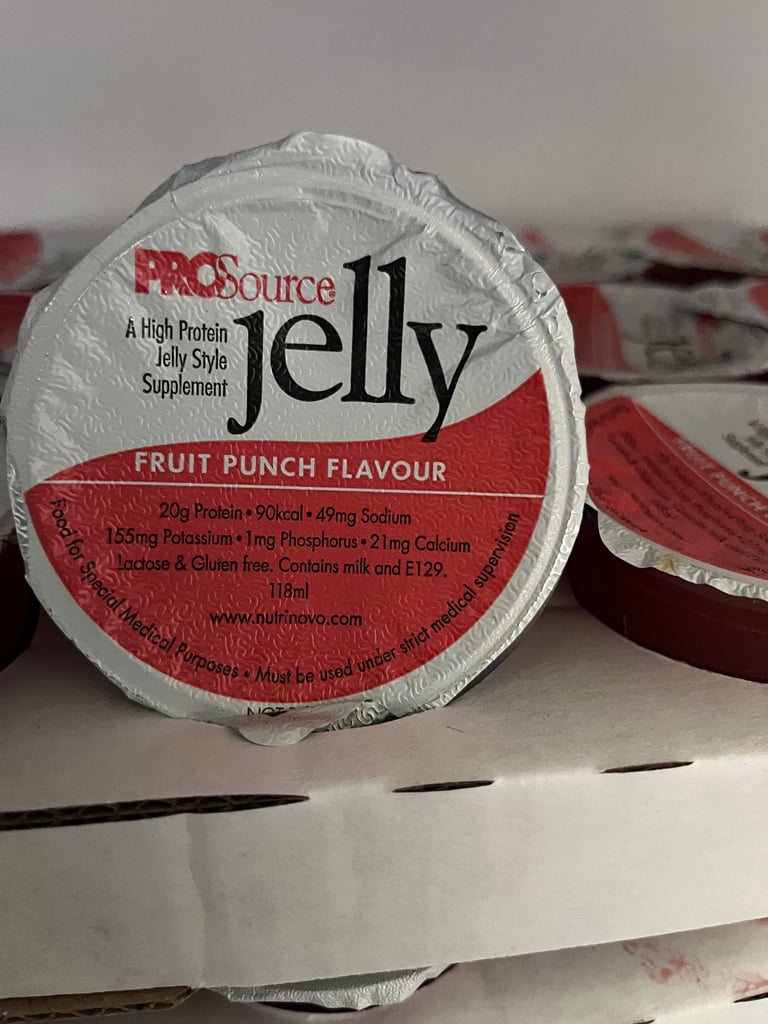 PROSource®
jelly
A High Protein
Jelly Style
Supplement
FRUIT PUNCH FLAVOUR
20g Protein • 90kcal • 49mg Sodium
155mg Potassium • 1mg Phosphorus • 21mg Calcium
Lactose & Gluten free. Contains milk and E129.
118ml
www.nutrinovo.com
Food for Special Medical Purposes • Must be used under strict medical supervision
FRUIT PUNCH